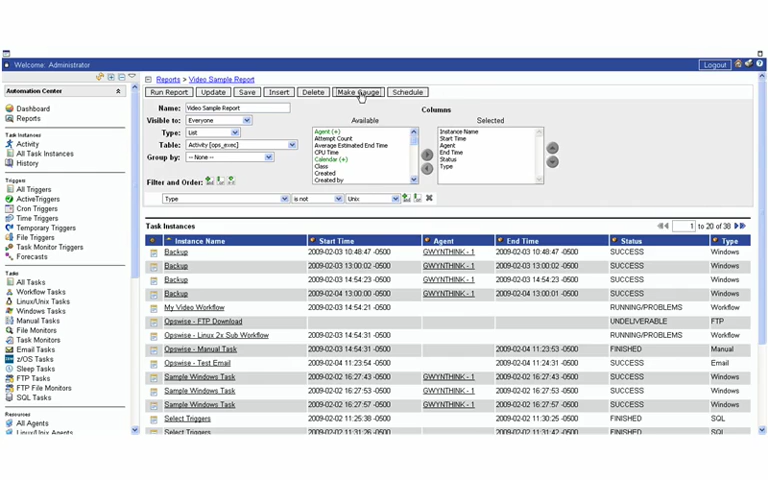 Welcome: Administrator
Logout
Automation Center
Dashboard
Reports
Task Instances
Activity
All Task Instances
History
Triggers
All Triggers
ActiveTriggers
Cron Triggers
Time Triggers
Temporary Triggers
File Triggers
Task Monitor Triggers
Forecasts
Tasks
All Tasks
Workflow Tasks
Linux/Unix Tasks
Windows Tasks
Manual Tasks
File Monitors
Task Monitors
Email Tasks
z/OS Tasks
Sleep Tasks
FTP Tasks
FTP File Monitors
SQL Tasks
Resources
All Agents
Linux/Unix Agents
Reports > Video Sample Report
Run Report Update Save Insert Delete Make Gauge Schedule
Name: Video Sample Report
Visible to: Everyone
Type: List
Table: Activity [ops_exec]
Group by: -- None --
Columns
Available Selected
Agent (+)
Attempt Count
Average Estimated End Time
CPU Time
Calendar (+)
Class
Created
Created by
Instance Name
Start Time
Agent
End Time
Status
Type
Filter and Order:
Type is not Unix
Task Instances 1 to 20 of 38
Instance Name Start Time Agent End Time Status Type
Backup 2009-02-03 10:48:47 -0500 GWYNTHINK - 1 2009-02-03 10:48:47 -0500 SUCCESS Windows
Backup 2009-02-03 13:00:02 -0500 GWYNTHINK - 1 2009-02-03 13:00:02 -0500 SUCCESS Windows
Backup 2009-02-03 14:54:23 -0500 GWYNTHINK - 1 2009-02-03 14:54:23 -0500 SUCCESS Windows
Backup 2009-02-04 13:00:00 -0500 GWYNTHINK - 1 2009-02-04 13:00:01 -0500 SUCCESS Windows
My Video Workflow 2009-02-03 14:54:21 -0500 RUNNING/PROBLEMS Workflow
Opswise - FTP Download UNDELIVERABLE FTP
Opswise - Linux 2x Sub Workflow 2009-02-03 14:54:31 -0500 RUNNING/PROBLEMS Workflow
Opswise - Manual Task 2009-02-03 14:54:31 -0500 2009-02-04 11:23:53 -0500 FINISHED Manual
Opswise - Test Email 2009-02-04 11:23:54 -0500 2009-02-04 11:24:31 -0500 SUCCESS Email
Sample Windows Task 2009-02-02 16:27:43 -0500 GWYNTHINK - 1 2009-02-02 16:27:43 -0500 SUCCESS Windows
Sample Windows Task 2009-02-02 16:27:53 -0500 GWYNTHINK - 1 2009-02-02 16:27:53 -0500 SUCCESS Windows
Sample Windows Task 2009-02-02 16:27:57 -0500 GWYNTHINK - 1 2009-02-02 16:27:57 -0500 SUCCESS Windows
Select Triggers 2009-02-02 11:25:38 -0500 2009-02-02 11:30:25 -0500 FINISHED SQL
Select Triggers 2009-02-02 11:31:26 -0500 2009-02-02 11:31:42 -0500 SUCCESS SQL